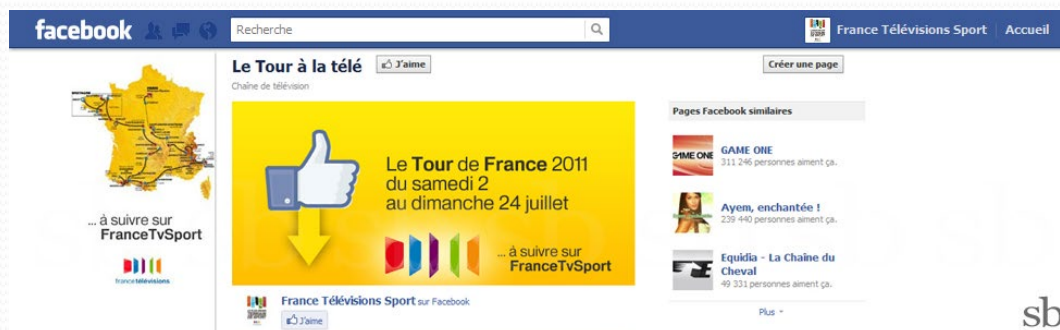 facebook
Recherche
France Télévisions Sport
Accueil
Le Tour à la télé
J'aime
Chaîne de télévision
Créer une page
... à suivre sur
FranceTvSport
francetélévisions
Le Tour de France 2011
du samedi 2
au dimanche 24 juillet
... à suivre sur
FranceTvSport
France Télévisions Sport sur Facebook
J'aime
Pages Facebook similaires
GAME ONE
GAME ONE
311 246 personnes aiment ça.
Ayem, enchantée !
239 440 personnes aiment ça.
Equidia - La Chaîne du
Cheval
49 331 personnes aiment ça.
Plus
sb